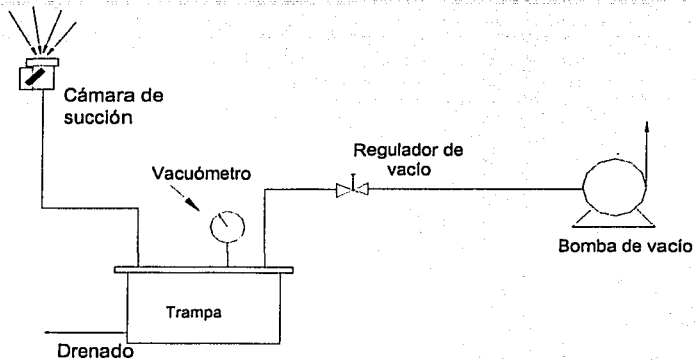 Cámara de
succión
Vacuómetro
Regulador de
vacío
Bomba de vacío
Trampa
Drenado